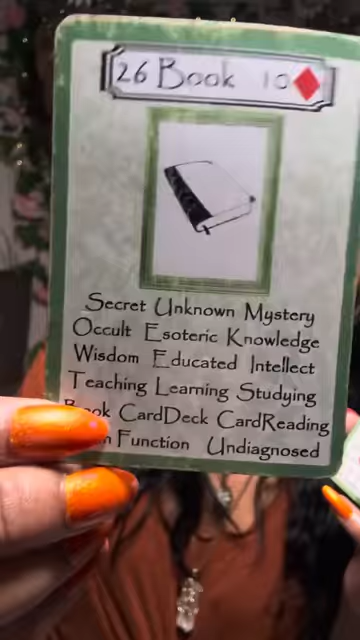 26 Book 10♦
Secret Unknown Mystery
Occult Esoteric Knowledge
Wisdom Educated Intellect
Teaching Learning Studying
Book CardDeck CardReading
Function Undiagnosed